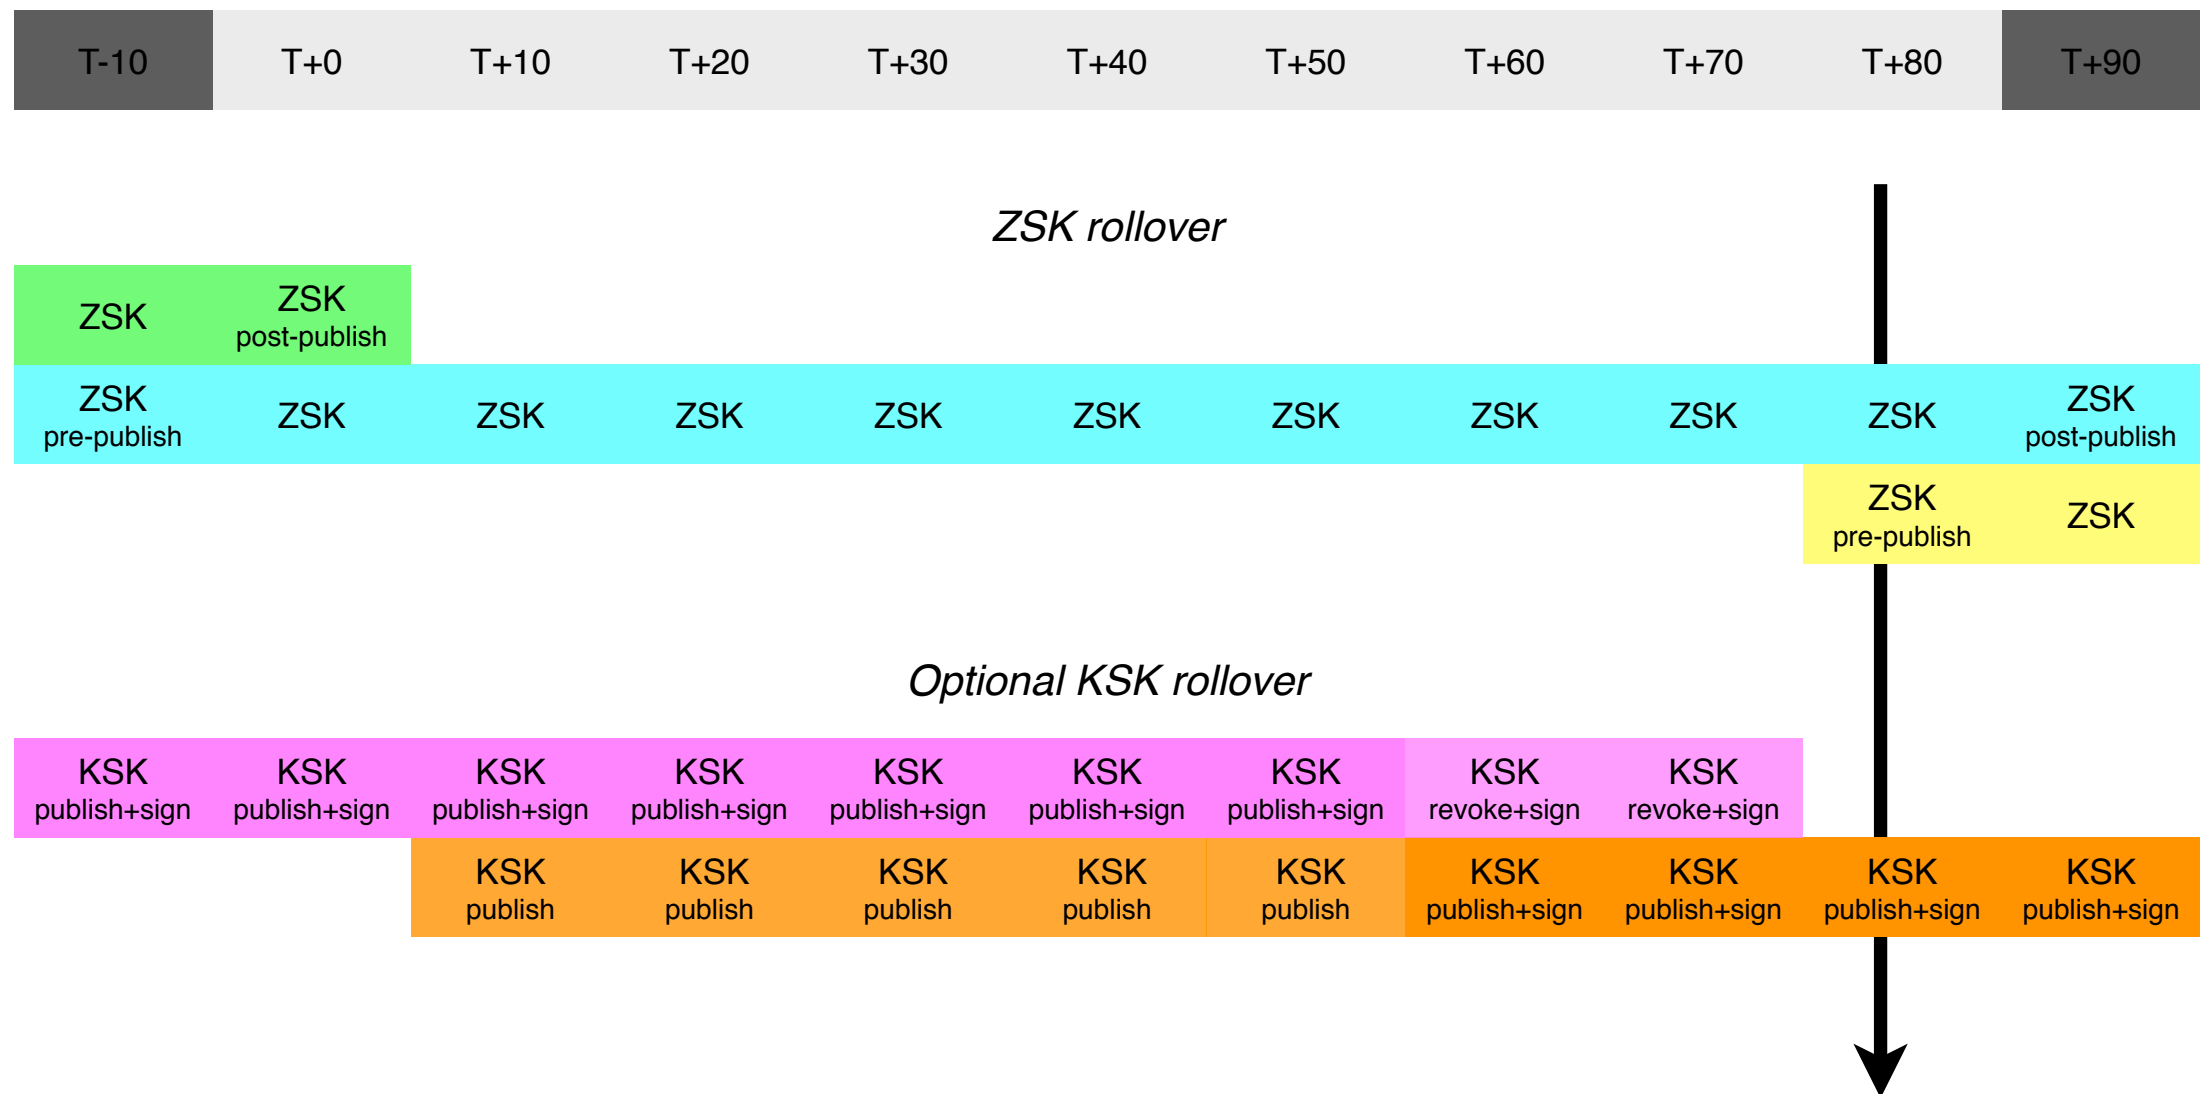 T-10 T+0 T+10 T+20 T+30 T+40 T+50 T+60 T+70 T+80 T+90
ZSK rollover
ZSK ZSK
post-publish
ZSK ZSK ZSK ZSK ZSK ZSK ZSK ZSK ZSK ZSK ZSK
pre-publish post-publish
ZSK ZSK
pre-publish
Optional KSK rollover
KSK KSK KSK KSK KSK KSK KSK KSK KSK
publish+sign publish+sign publish+sign publish+sign publish+sign publish+sign publish+sign revoke+sign revoke+sign
KSK KSK KSK KSK KSK KSK KSK KSK KSK
publish publish publish publish publish publish+sign publish+sign publish+sign publish+sign